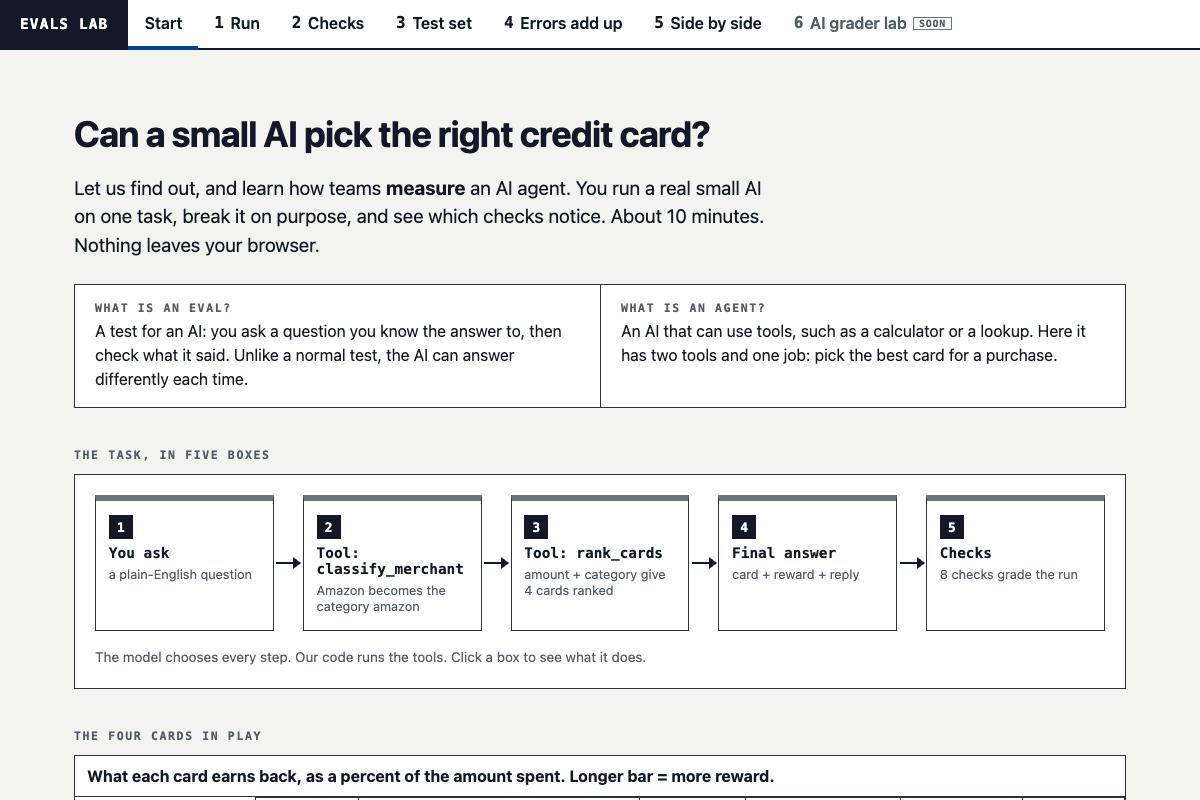 EVALS LAB Start 1 Run 2 Checks 3 Test set 4 Errors add up 5 Side by side 6 AI grader lab SOON
Can a small AI pick the right credit card?
Let us find out, and learn how teams measure an AI agent. You run a real small AI
on one task, break it on purpose, and see which checks notice. About 10 minutes.
Nothing leaves your browser.
WHAT IS AN EVAL?
A test for an AI: you ask a question you know the answer to, then
check what it said. Unlike a normal test, the AI can answer
differently each time.
WHAT IS AN AGENT?
An AI that can use tools, such as a calculator or a lookup. Here it
has two tools and one job: pick the best card for a purchase.
THE TASK, IN FIVE BOXES
1
You ask
a plain-English question
2
Tool:
classify_merchant
Amazon becomes the
category amazon
3
Tool: rank_cards
amount + category give
4 cards ranked
4
Final answer
card + reward + reply
5
Checks
8 checks grade the run
The model chooses every step. Our code runs the tools. Click a box to see what it does.
THE FOUR CARDS IN PLAY
What each card earns back, as a percent of the amount spent. Longer bar = more reward.